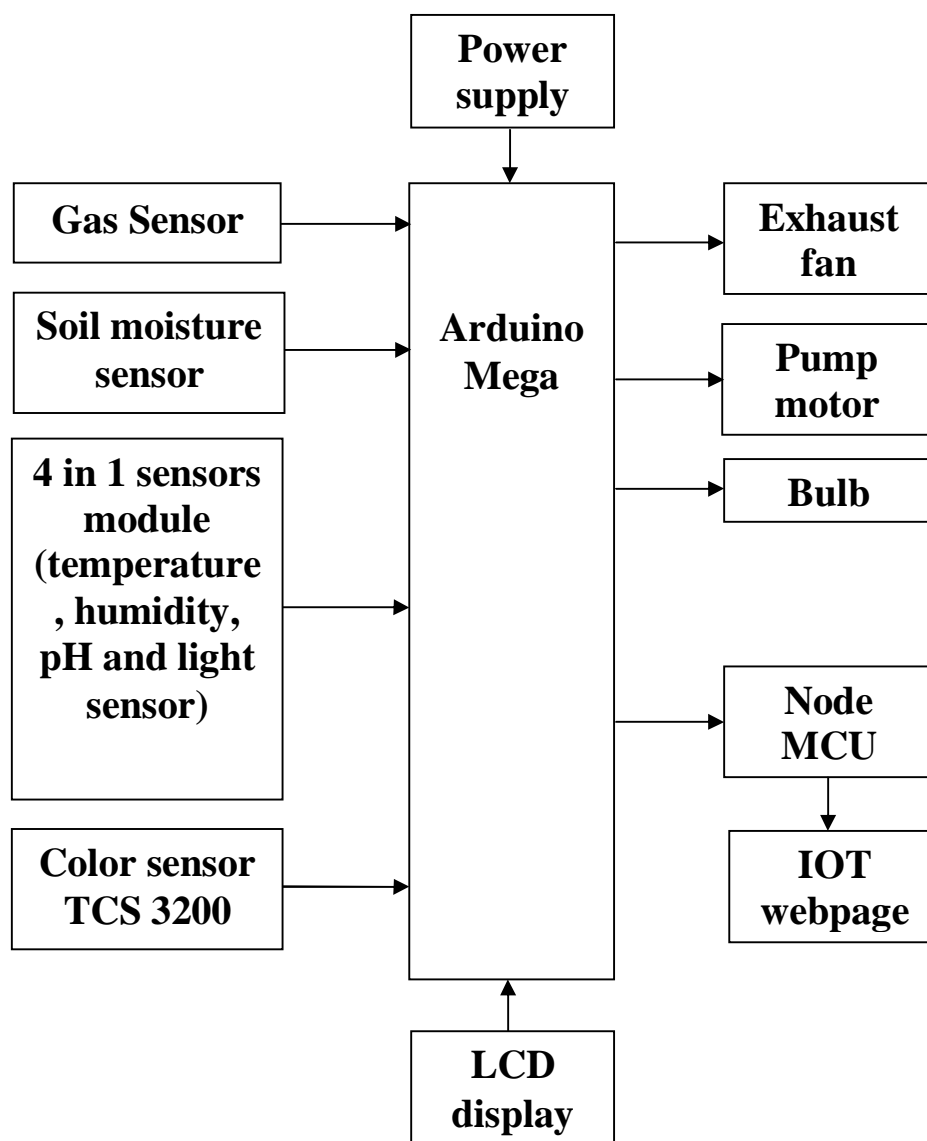 Power
supply
Gas Sensor
Soil moisture
sensor
4 in 1 sensors
module
(temperature
, humidity,
pH and light
sensor)
Color sensor
TCS 3200
Arduino
Mega
Exhaust
fan
Pump
motor
Bulb
Node
MCU
IOT
webpage
LCD
display